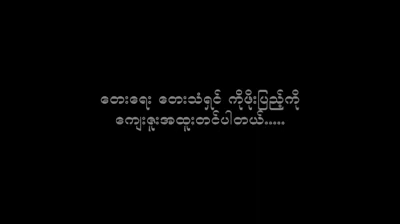 တေးရေး တေးသံရှင် ကိုဖိုးပြည့်ကို
ကျေးဇူးအထူးတင်ပါတယ်.....